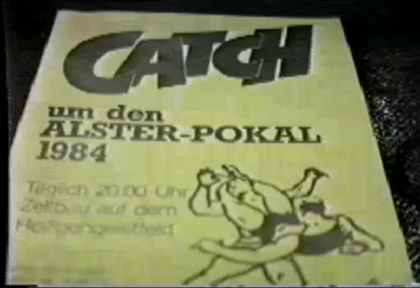 CATCH
um den
ALSTER-POKAL
1984
Täglich 20.00 Uhr
Zeltbau auf dem
Heiligengeistfeld